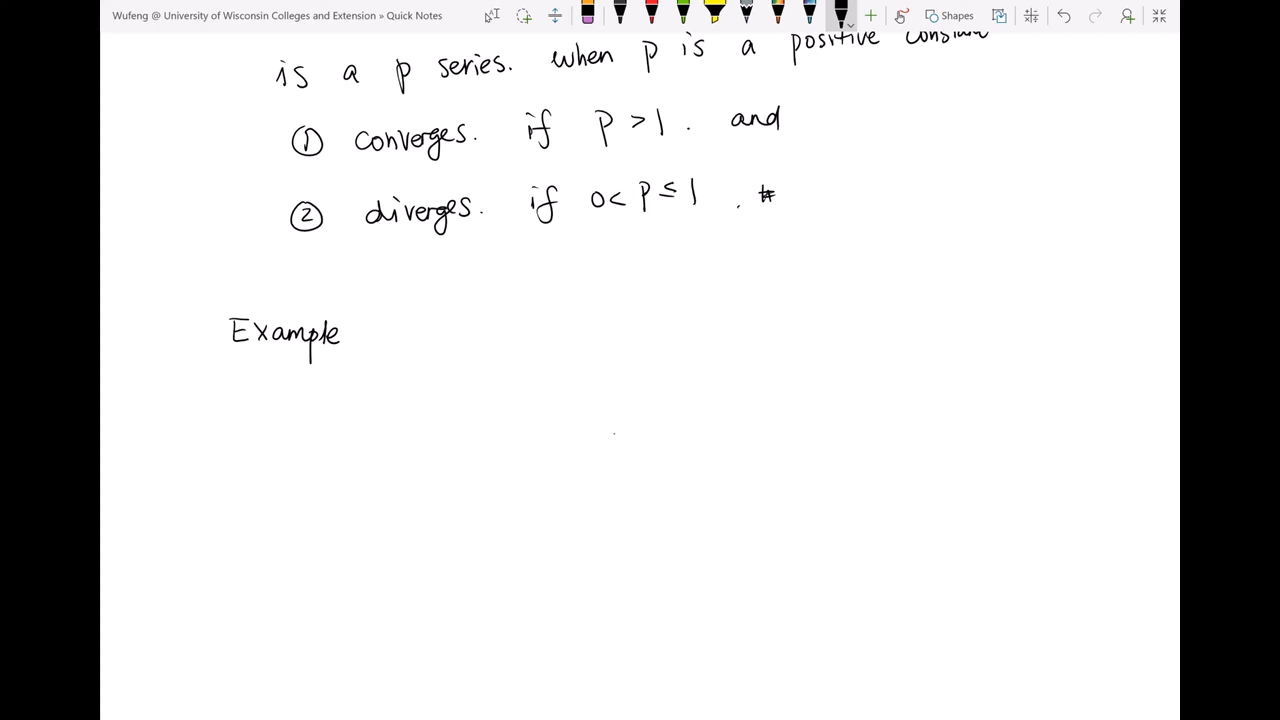 Wufeng @ University of Wisconsin Colleges and Extension » Quick Notes
Shapes
is a p series. when p is a positive constant
① converges. if p > 1. and
② diverges. if 0 < p ≤ 1. #
Example